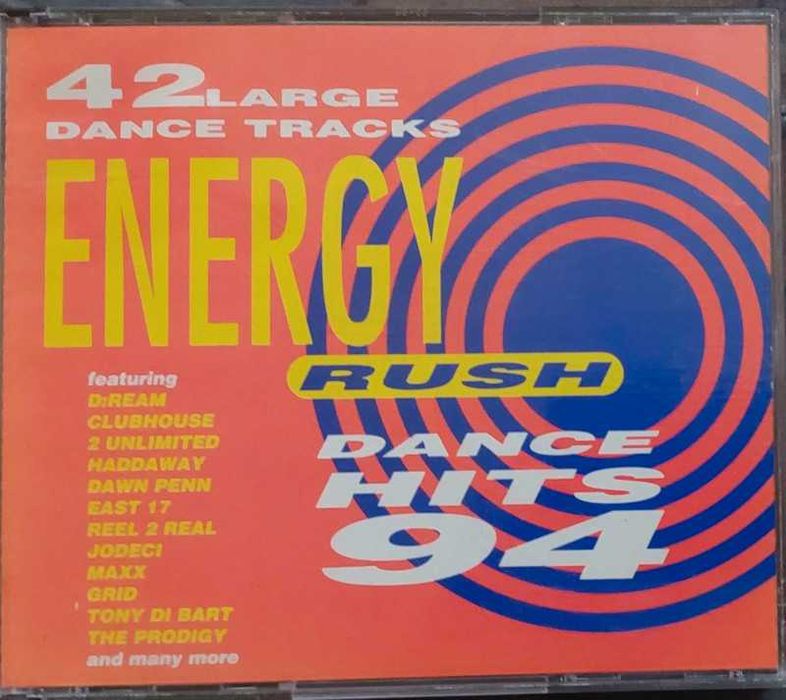 42 LARGE
DANCE TRACKS
ENERGY
RUSH
DANCE
HITS
94
featuring
D:REAM
CLUBHOUSE
2 UNLIMITED
HADDAWAY
DAWN PENN
EAST 17
REEL 2 REAL
JODECI
MAXX
GRID
TONY DI BART
THE PRODIGY
and many more